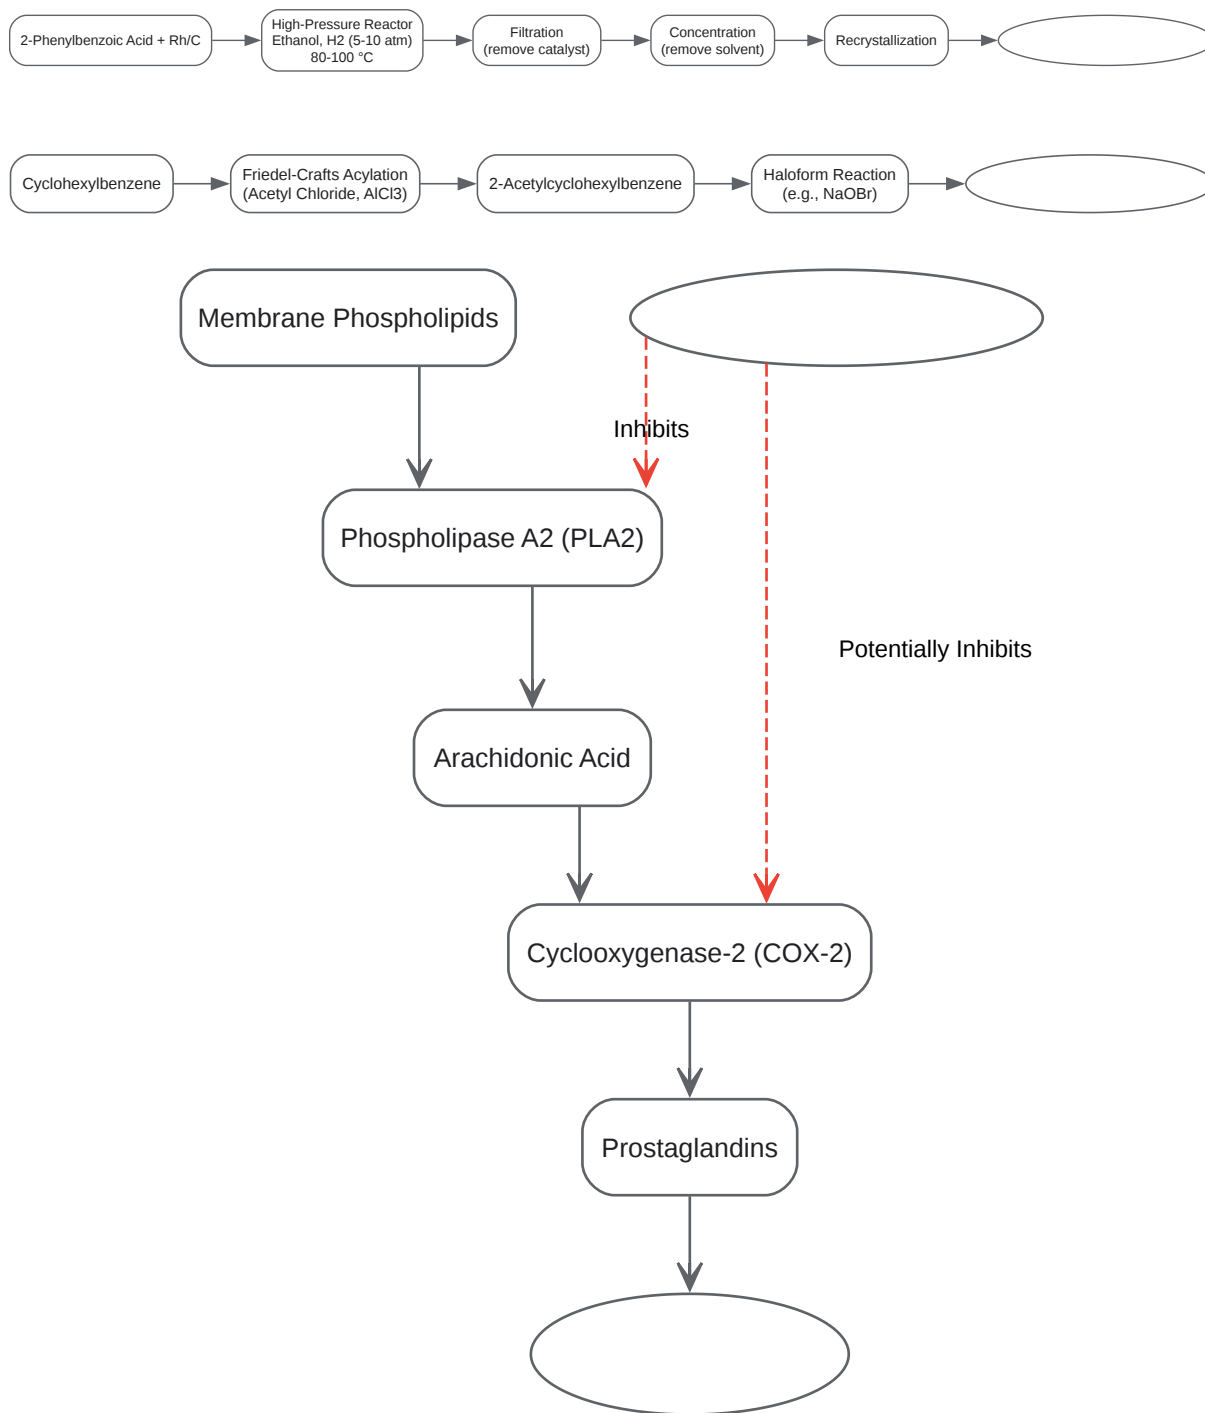 2-Phenylbenzoic Acid + Rh/C
High-Pressure Reactor
Ethanol, H2 (5-10 atm)
80-100 °C
Filtration
(remove catalyst)
Concentration
(remove solvent)
Recrystallization
Cyclohexylbenzene
Friedel-Crafts Acylation
(Acetyl Chloride, AlCl3)
2-Acetylcyclohexylbenzene
Haloform Reaction
(e.g., NaOBr)
Membrane Phospholipids
Inhibits
Phospholipase A2 (PLA2)
Potentially Inhibits
Arachidonic Acid
Cyclooxygenase-2 (COX-2)
Prostaglandins